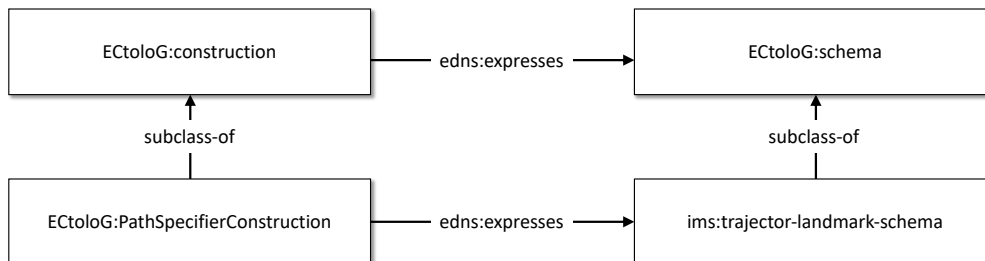 ECtoloG:construction
edns:expresses
ECtoloG:schema
subclass-of
subclass-of
ECtoloG:PathSpecifierConstruction
edns:expresses
ims:trajector-landmark-schema